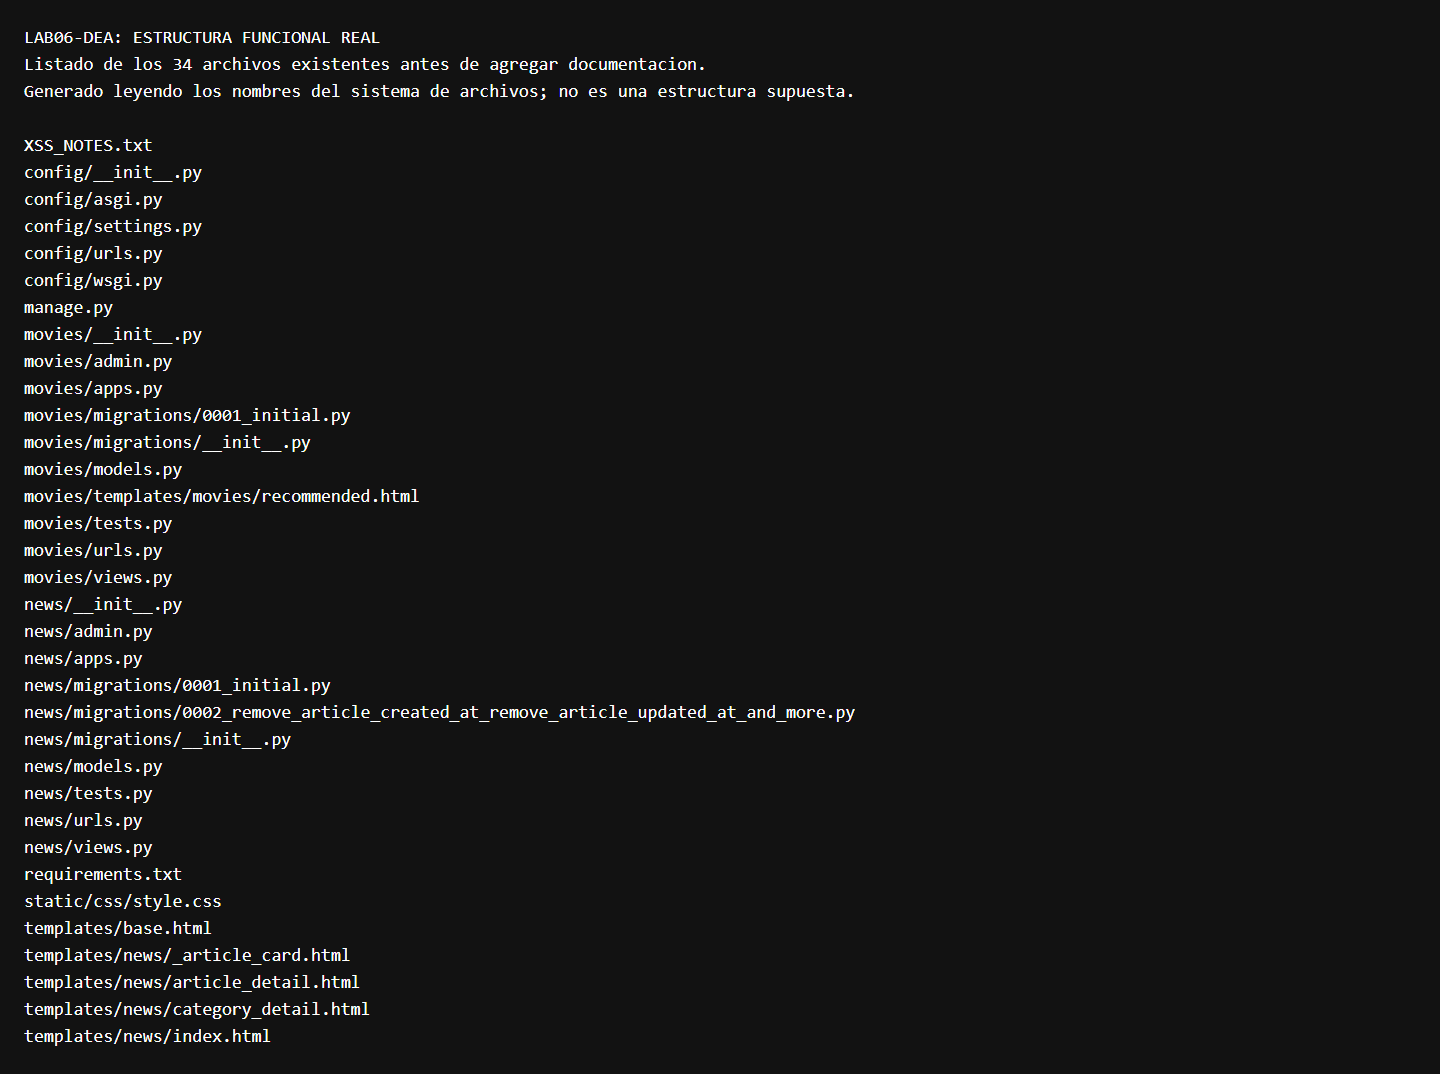 LAB06-DEA: ESTRUCTURA FUNCIONAL REAL
Listado de los 34 archivos existentes antes de agregar documentacion.
Generado leyendo los nombres del sistema de archivos; no es una estructura supuesta.
XSS_NOTES.txt
config/__init__.py
config/asgi.py
config/settings.py
config/urls.py
config/wsgi.py
manage.py
movies/__init__.py
movies/admin.py
movies/apps.py
movies/migrations/0001_initial.py
movies/migrations/__init__.py
movies/models.py
movies/templates/movies/recommended.html
movies/tests.py
movies/urls.py
movies/views.py
news/__init__.py
news/admin.py
news/apps.py
news/migrations/0001_initial.py
news/migrations/0002_remove_article_created_at_remove_article_updated_at_and_more.py
news/migrations/__init__.py
news/models.py
news/tests.py
news/urls.py
news/views.py
requirements.txt
static/css/style.css
templates/base.html
templates/news/_article_card.html
templates/news/article_detail.html
templates/news/category_detail.html
templates/news/index.html